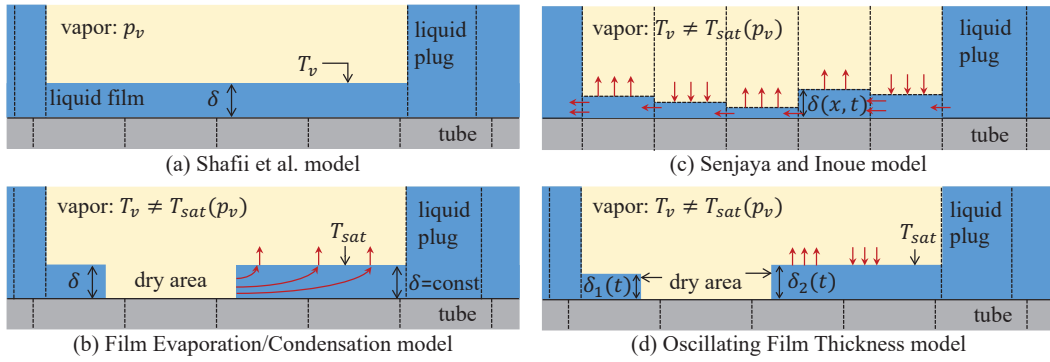 vapor: p_v
liquid
plug
T_v
liquid film
δ
tube
(a) Shafii et al. model
T_v ≠ T_sat(p_v)
liquid
plug
δ(x, t)
tube
(c) Senjaya and Inoue model
vapor: T_v ≠ T_sat(p_v)
liquid
plug
T_sat
δ
dry area
δ=const
tube
(b) Film Evaporation/Condensation model
vapor: T_v ≠ T_sat(p_v)
liquid
plug
T_sat
δ_1(t)
dry area
δ_2(t)
tube
(d) Oscillating Film Thickness model